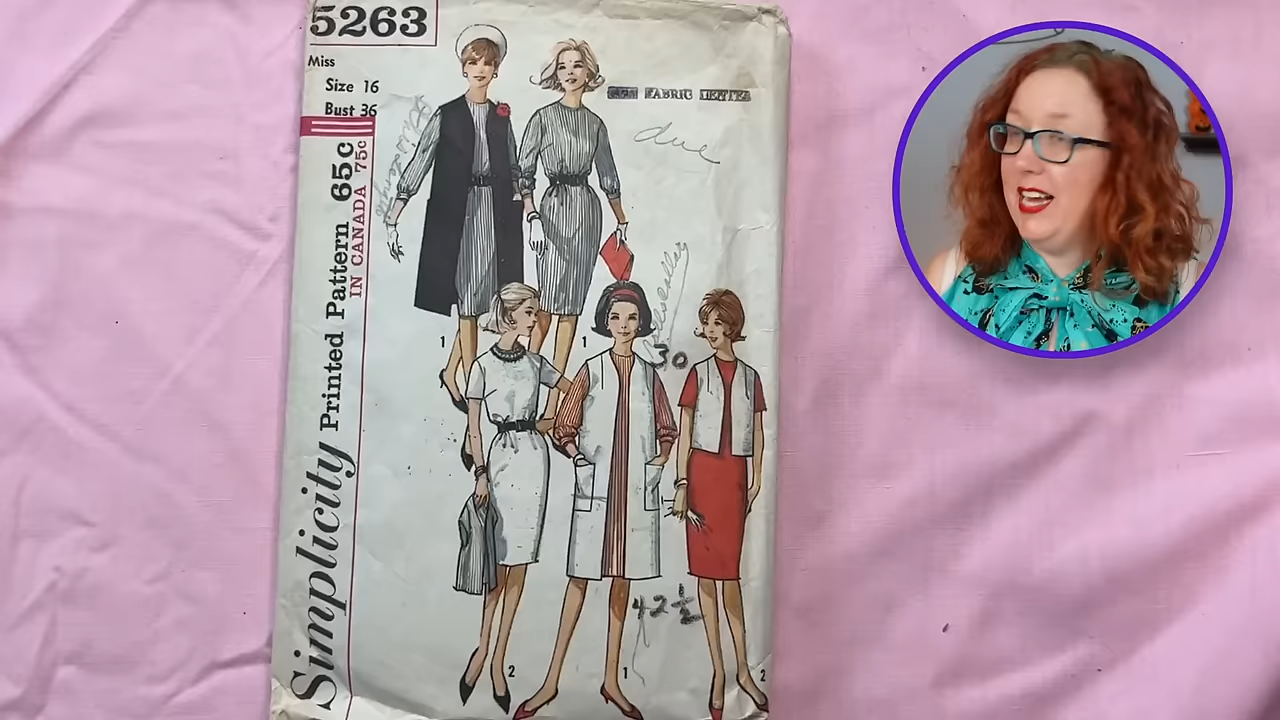 5263
Miss
Size 16
Bust 36
Simplicity Printed Pattern 65c
IN CANADA 75c
FABRIC
due
30
1
1
42½
2
1
2